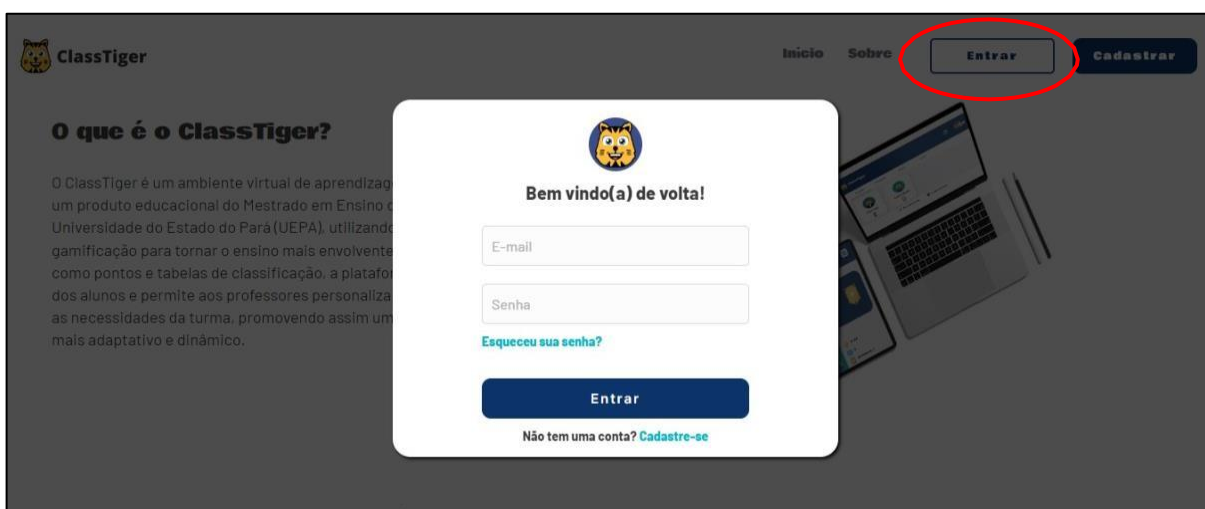 ClassTiger
Inicio
Sobre
Entrar
Cadastrar
O que é o ClassTiger?
O ClassTiger é um ambiente virtual de aprendizag
um produto educacional do Mestrado em Ensino
Universidade do Estado do Pará (UEPA), utilizando
gamificação para tornar o ensino mais envolvente
como pontos e tabelas de classificação, a platafor
dos alunos e permite aos professores personaliza
as necessidades da turma, promovendo assim um
mais adaptativo e dinâmico.
Bem vindo(a) de volta!
E-mail
Senha
Esqueceu sua senha?
Entrar
Não tem uma conta? Cadastre-se